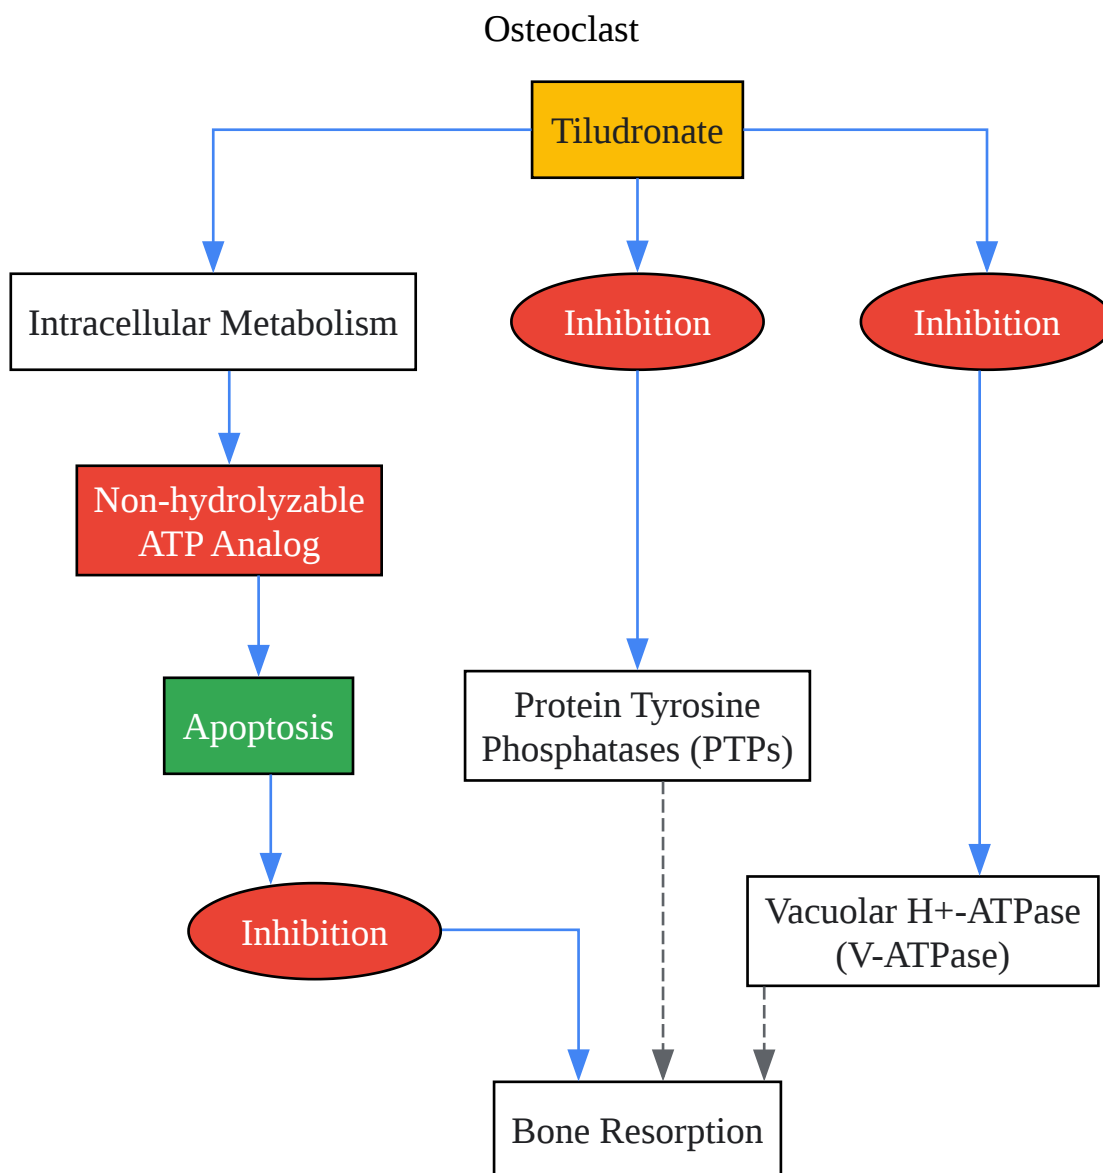 Osteoclast
Tiludronate
Intracellular Metabolism
Inhibition
Inhibition
Non-hydrolyzable
ATP Analog
Apoptosis
Protein Tyrosine
Phosphatases (PTPs)
Inhibition
Vacuolar H+-ATPase
(V-ATPase)
Bone Resorption